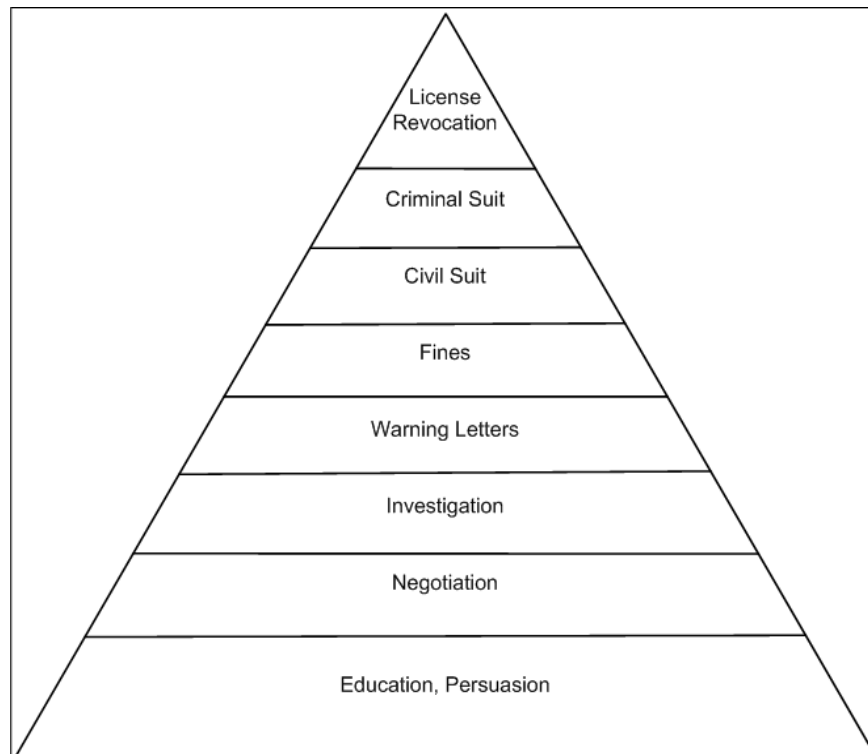 License
Revocation
Criminal Suit
Civil Suit
Fines
Warning Letters
Investigation
Negotiation
Education, Persuasion